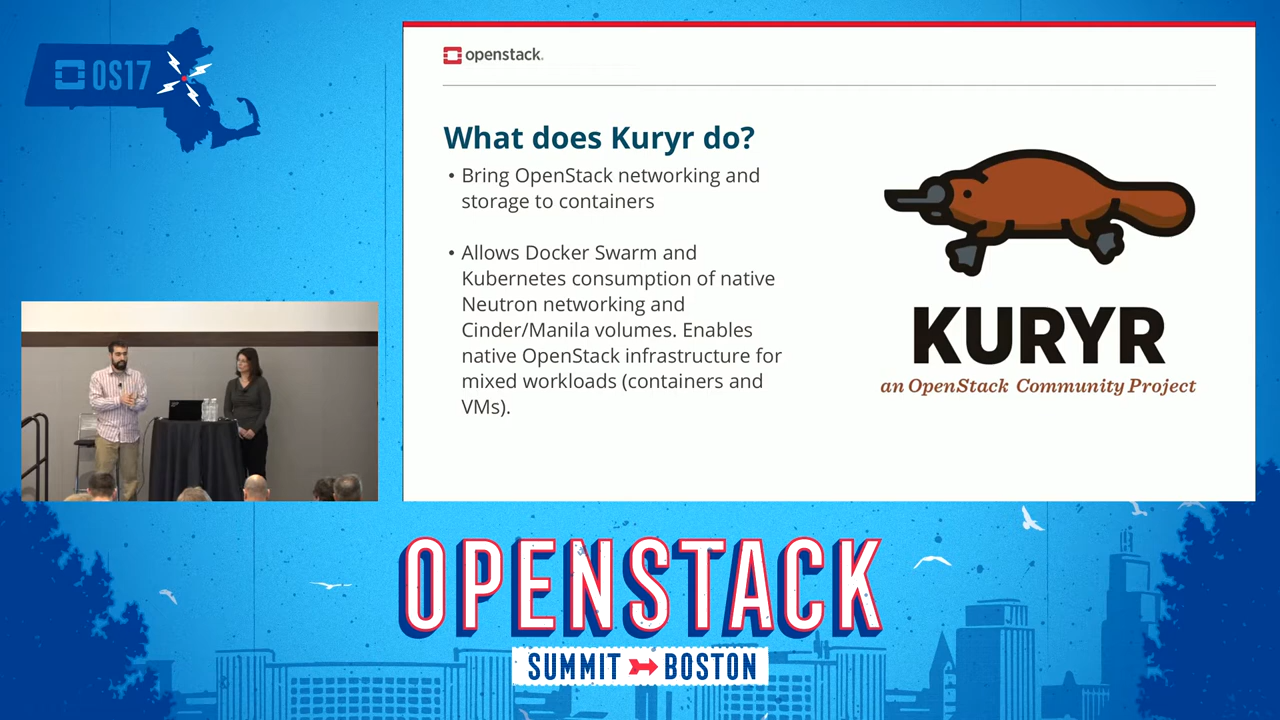 OS17
openstack.
What does Kuryr do?
• Bring OpenStack networking and
storage to containers
• Allows Docker Swarm and
Kubernetes consumption of native
Neutron networking and
Cinder/Manila volumes. Enables
native OpenStack infrastructure for
mixed workloads (containers and
VMs).
KURYR
an OpenStack Community Project
OPENSTACK
SUMMIT BOSTON